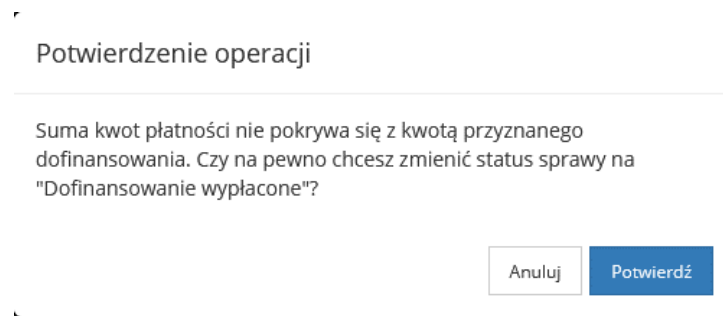 Potwierdzenie operacji
Suma kwot płatności nie pokrywa się z kwotą przyznanego
dofinansowania. Czy na pewno chcesz zmienić status sprawy na
"Dofinansowanie wypłacone"?
Anuluj
Potwierdź